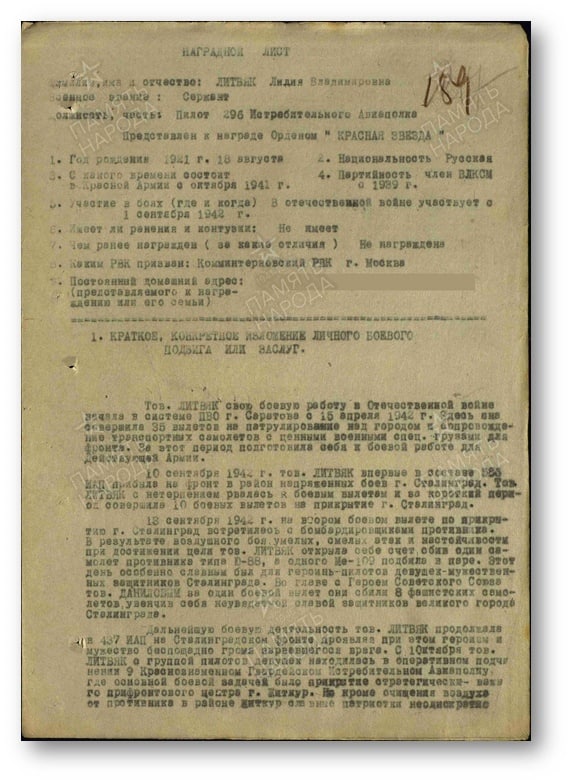 НАГРАДНОЙ ЛИСТ
189
Фамилия, имя и отчество: ЛИТВЯК Лидия Владимировна
Военное звание: Сержант
Должность, часть: Пилот 296 Истребительного Авиаполка
Представлен к награде Орденом " КРАСНАЯ ЗВЕЗДА "
1. Год рождения 1921 г. 18 августа 2. Национальность Русская
3. С какого времени состоит 4. Партийность член ВЛКСМ
в Красной Армии с октября 1941 г. с 1939 г.
5. Участие в боях (где и когда) В отечественной войне участвует с
1 сентября 1942 г.
6. Имеет ли ранения и контузии: Не имеет
7. Чем ранее награжден ( за какие отличия ) Не награждена
8. Каким РВК призван: Комминтерновский РВК г. Москва
9. Постоянный домашний адрес:
(представляемого к награ-
ждению или его семьи)
1. КРАТКОЕ, КОНКРЕТНОЕ ИЗЛОЖЕНИЕ ЛИЧНОГО БОЕВОГО
ПОДВИГА ИЛИ ЗАСЛУГ.
Тов. ЛИТВЯК свою боевую работу в Отечественной войне
начала в системе ПВО г. Саратова с 15 апреля 1942 г. Здесь она
совершила 35 вылетов на патрулирование над городом и сопровожде-
ние транспортных самолетов с ценными военными спец. грузами для
фронта. За этот период подготовила себя к боевой работе для
Действующей Армии.
10 сентября 1942 г. тов. ЛИТВЯК впервые в составе
ИАП прибыла на фронт в район напряженных боев г. Сталинград. Тов.
ЛИТВЯК с нетерпением рвалась к боевым вылетам и за короткий пери-
од совершила 10 боевых вылетов на прикрытие г. Сталинград.
13 сентября 1942 г. на втором боевом вылете по прикры-
тию г. Сталинград встретилась с бомбардировщиками противника.
В результате воздушного боя умелых, смелых атак и настойчивости
при достижении цели тов. ЛИТВЯК открыла себе счет сбив один са-
молет противника типа Ю-88, а одного Ме-109 подбила в паре. Этот
день особенно славным был для героинь-пилотов девушек-мужествен-
ных защитников Сталинграда. Во главе с Героем Советского Союза
тов. ДАНИЛОВЫМ за один боевой вылет они сбили 8 фашистских само-
летов, увенчив себя неувядаемой славой защитников великого города
Сталинграда.
Дальнейшую боевую деятельность тов. ЛИТВЯК продолжала
в 437 ИАП на Сталинградском фронте, проявляя при этом героизм и
мужество беспощадно громя зарвавшегося врага. С 10ктября тов.
ЛИТВЯК с группой пилотов девушек находилась в оперативном подчи
нении 9 Краснознаменном Гвардейском Истребительном Авиаполку,
где основной боевой задачей было прикрытие стратегически- важн
го прифронтового центра г. Житкур. Но кроме очищения воздуха
от противника в районе Житкур славные патриотки неоднократно
ПАМЯТЬ НАРОДА